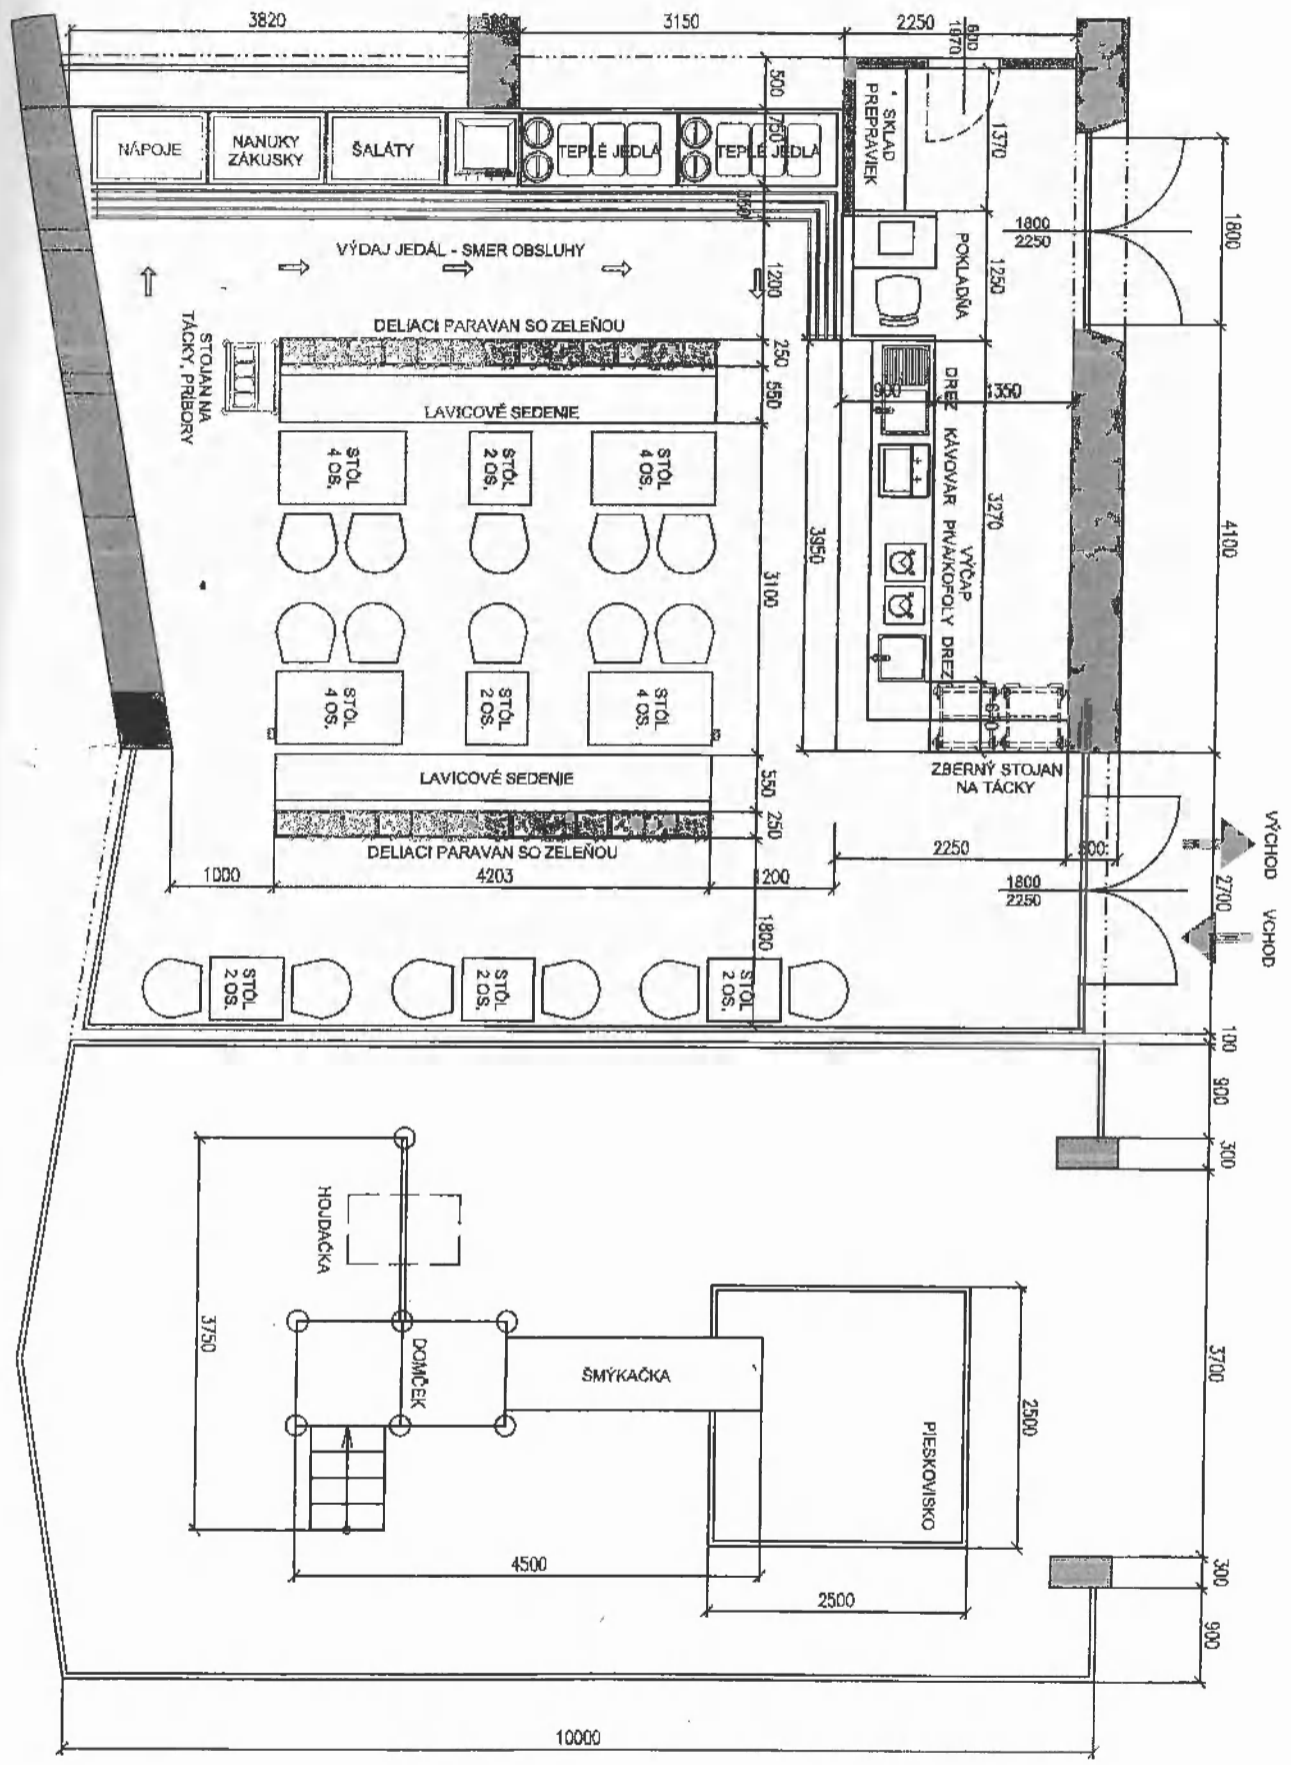 3820
500
3150
2250
600
1970
500
750
350
1370
1800
SKLAD
PREPRAVIEK
NÁPOJE
NANUKY
ZÁKUSKY
ŠALÁTY
TEPLÉ JEDLÁ
TEPLÉ JEDLÁ
1800
2250
POKLADŇA
1250
VÝDAJ JEDÁL - SMER OBSLUHY
1200
DELIACI PARAVAN SO ZELEŇOU
250
STOJAN NA
TÁCKY, PRÍBORY
550
LAVICOVÉ SEDENIE
900
1350
DREZ KÁVOVAR
VÝČAP
PIVA/KOFOLY
DREZ
STÔL
4 OS.
STÔL
2 OS.
STÔL
4 OS.
3270
4100
3950
3100
STÔL
4 OS.
STÔL
2 OS.
STÔL
4 OS.
670
ZBERNÝ STOJAN
NA TÁCKY
LAVICOVÉ SEDENIE
550
250
DELIACI PARAVAN SO ZELEŇOU
VÝCHOD
VCHOD
2250
500
2700
1000
4203
1200
1800
2250
1800
STÔL
2 OS.
STÔL
2 OS.
STÔL
2 OS.
100
900
300
HOJDAČKA
3750
DOMČEK
ŠMÝKAČKA
PIESKOVISKO
2500
3700
4500
2500
300
900
10000